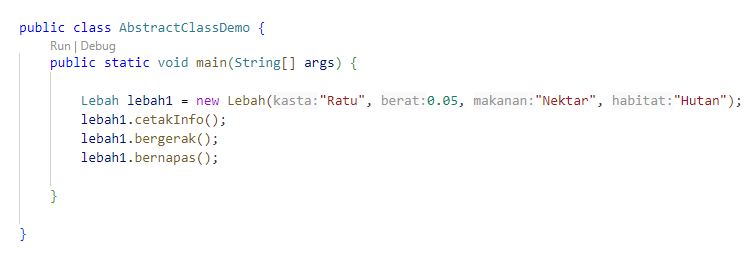 public class AbstractClassDemo {
Run | Debug
public static void main(String[] args) {
Lebah lebah1 = new Lebah(kasta:"Ratu", berat:0.05, makanan:"Nektar", habitat:"Hutan");
lebah1.cetakInfo();
lebah1.bergerak();
lebah1.bernapas();
}
}